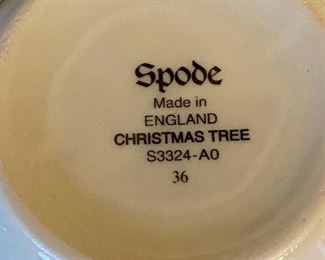 Spode
Made in
ENGLAND
CHRISTMAS TREE
S3324-A0
36